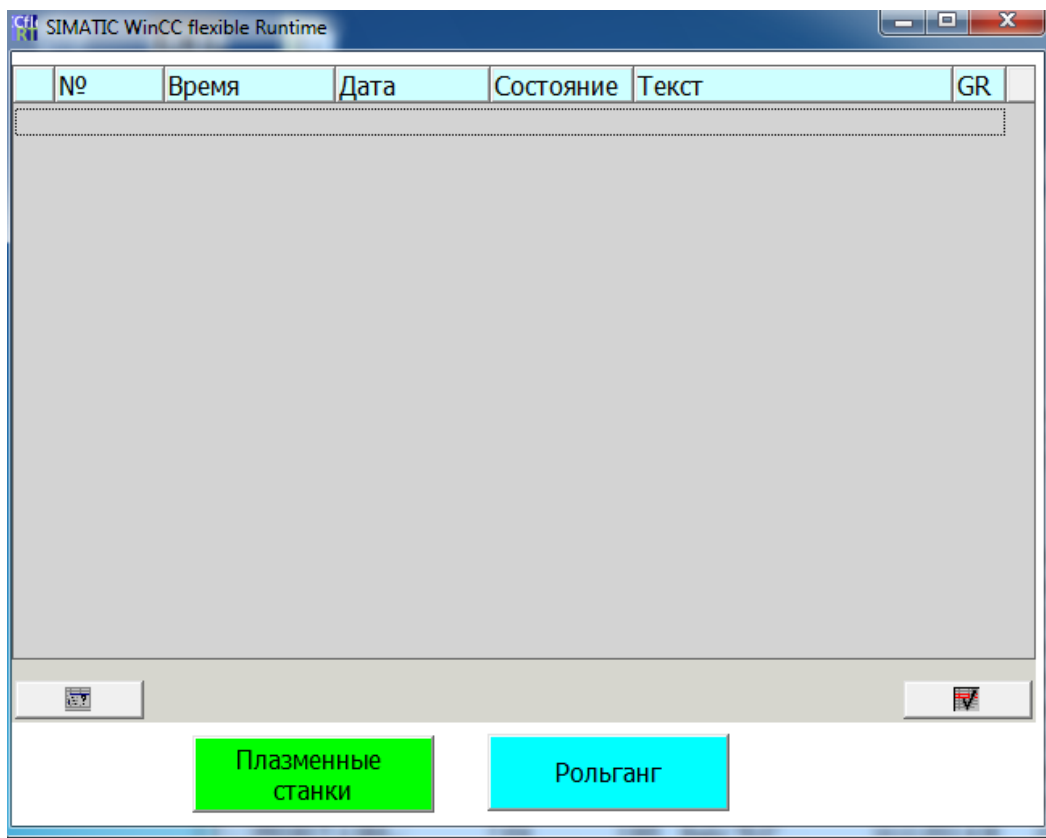 SIMATIC WinCC flexible Runtime
№ Время Дата Состояние Текст GR
Плазменные
станки
Рольганг